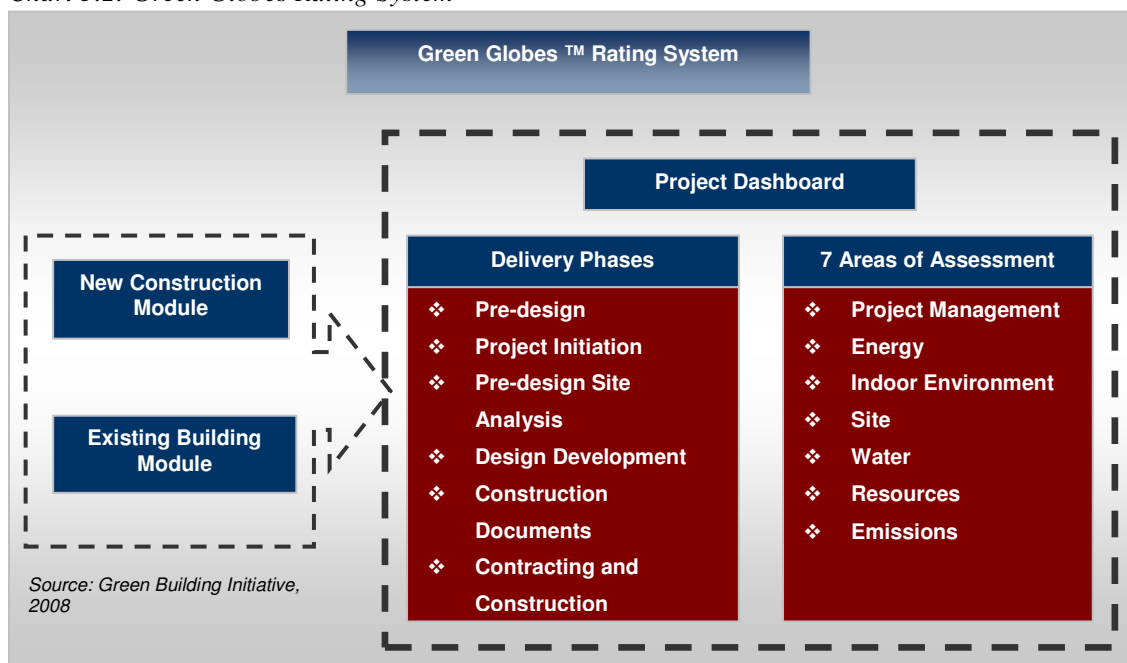 Green Globes ™ Rating System
Project Dashboard
New Construction
Module
Existing Building
Module
Source: Green Building Initiative,
2008
Delivery Phases
❖ Pre-design
❖ Project Initiation
❖ Pre-design Site
Analysis
❖ Design Development
❖ Construction
Documents
❖ Contracting and
Construction
7 Areas of Assessment
❖ Project Management
❖ Energy
❖ Indoor Environment
❖ Site
❖ Water
❖ Resources
❖ Emissions